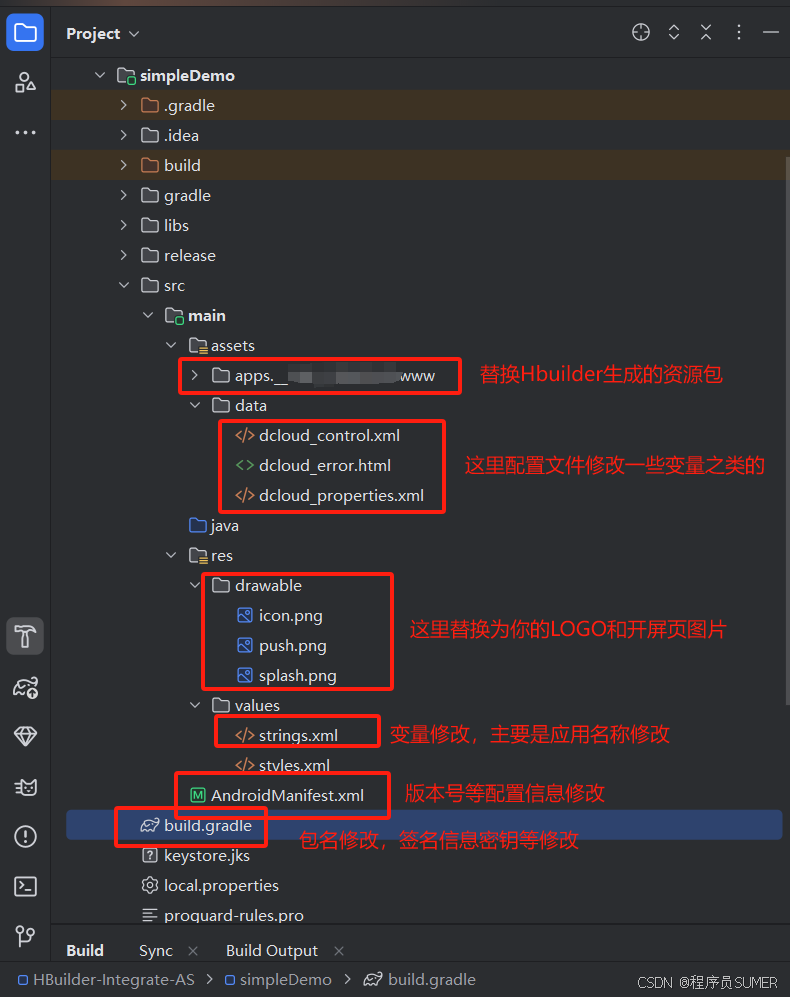 Project
simpleDemo
.gradle
.idea
build
gradle
libs
release
src
main
assets
apps.__ www 替换Hbuilder生成的资源包
data
dcloud_control.xml
dcloud_error.html 这里配置文件修改一些变量之类的
dcloud_properties.xml
java
res
drawable
icon.png
push.png 这里替换为你的LOGO和开屏页图片
splash.png
values
strings.xml 变量修改，主要是应用名称修改
styles.xml
AndroidManifest.xml 版本号等配置信息修改
build.gradle 包名修改，签名信息密钥等修改
keystore.jks
local.properties
proguard-rules.pro
Build Sync Build Output
HBuilder-Integrate-AS > simpleDemo > build.gradle
CSDN @程序员SUMER